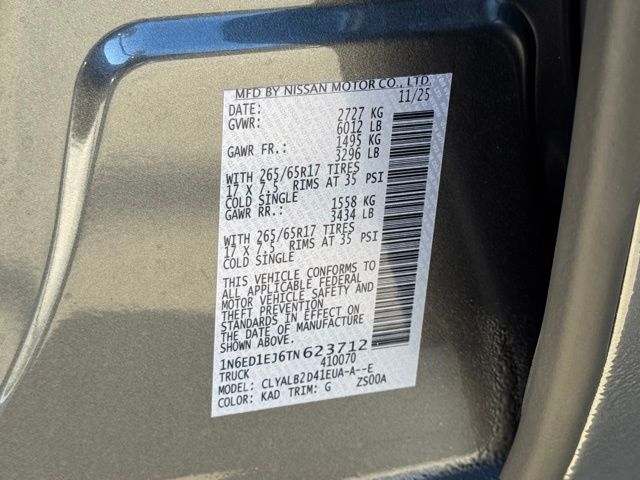 MFD BY NISSAN MOTOR CO., LTD.
DATE: 11/25
GVWR: 2727 KG
6012 LB
GAWR FR.: 1495 KG
3296 LB
WITH 265/65R17 TIRES
17 X 7.5 RIMS AT 35 PSI
COLD SINGLE
GAWR RR.: 1558 KG
3434 LB
WITH 265/65R17 TIRES
17 X 7.5 RIMS AT 35 PSI
COLD SINGLE
THIS VEHICLE CONFORMS TO
ALL APPLICABLE FEDERAL
MOTOR VEHICLE SAFETY AND
THEFT PREVENTION
STANDARDS IN EFFECT ON
THE DATE OF MANUFACTURE
SHOWN ABOVE.
1N6ED1EJ6TN623712
TRUCK 410070
MODEL: CLYALB2D41EUA-A--E
COLOR: KAD TRIM: G ZS00A